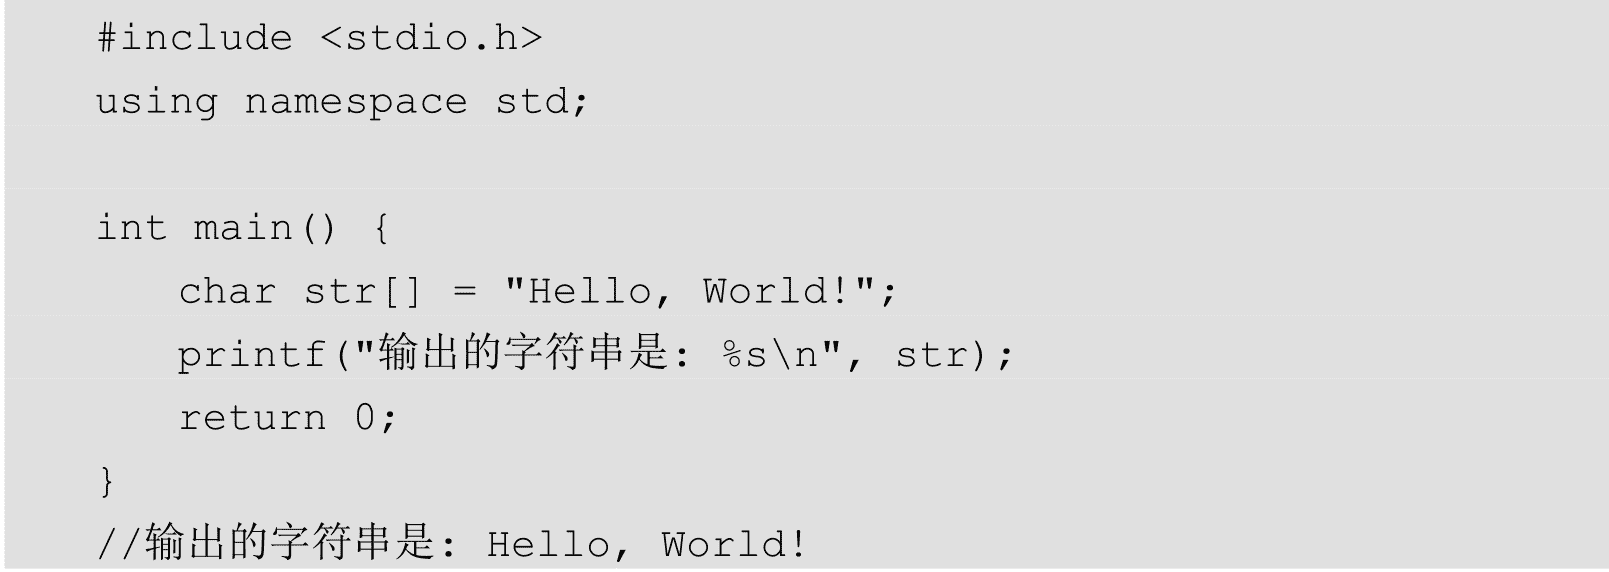 #include <stdio.h>
using namespace std;
int main() {
char str[] = "Hello, World!";
printf("输出的字符串是: %s\n", str);
return 0;
}
//输出的字符串是: Hello, World!